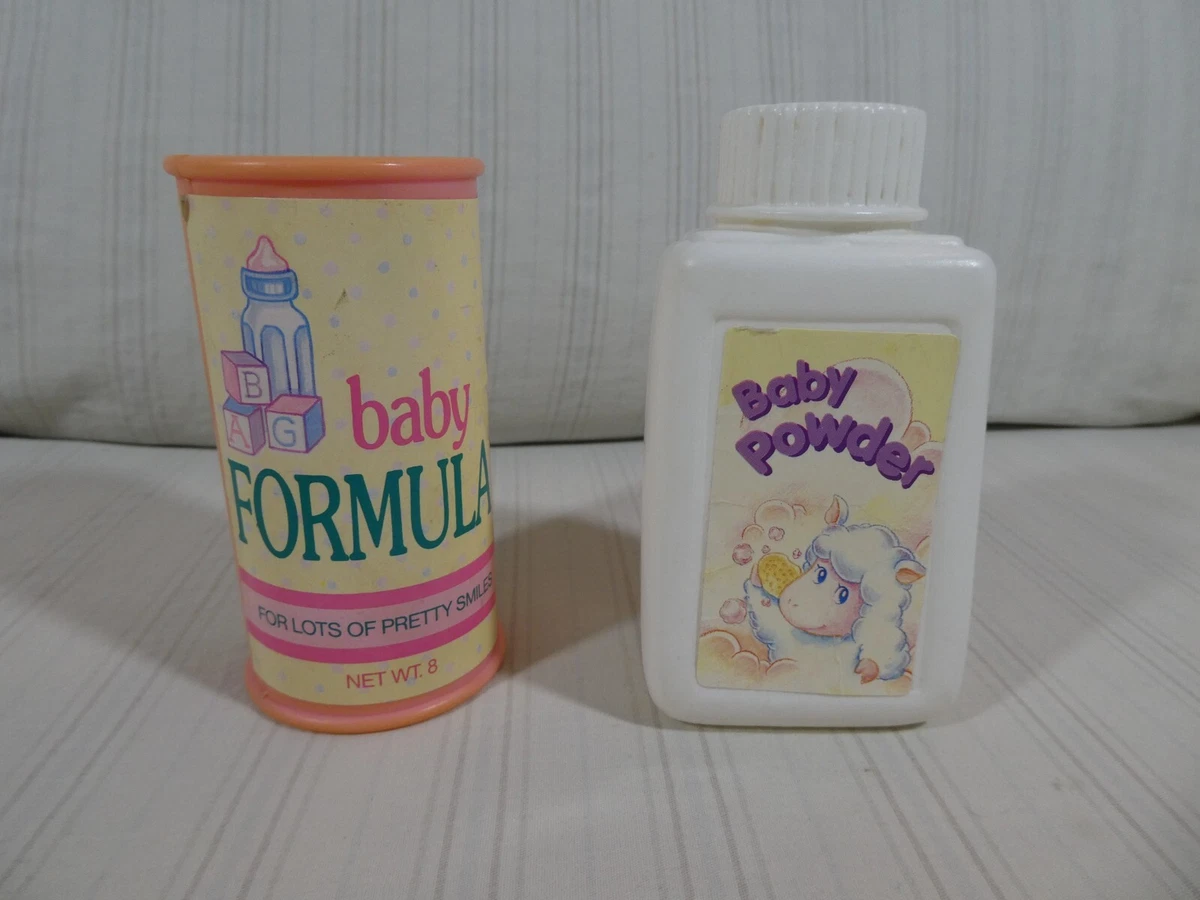 B
A G
baby
FORMULA
FOR LOTS OF PRETTY SMILES
NET WT. 8
Baby
Powder